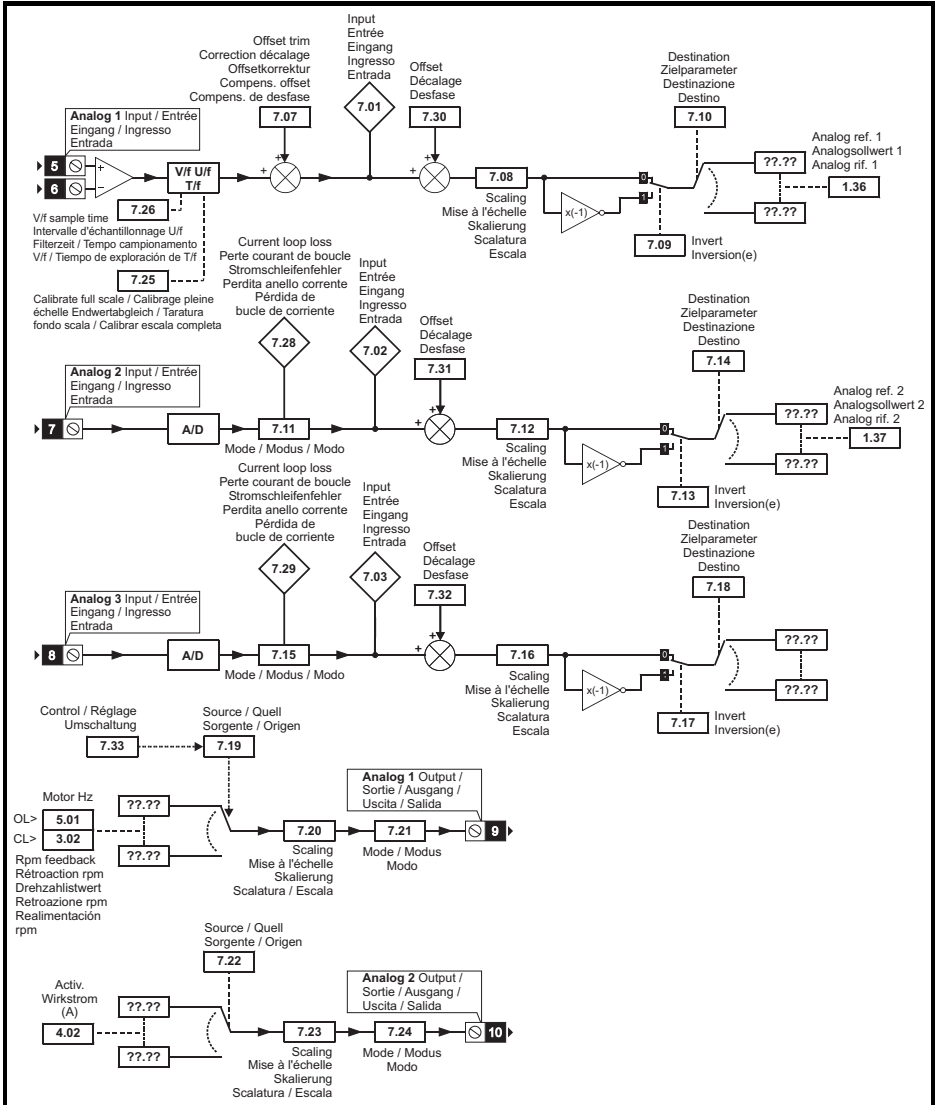 Offset trim
Correction décalage
Offsetkorrektur
Compens. offset
Compens. de desfase
7.07
Input
Entrée
Eingang
Ingresso
Entrada
7.01
Offset
Décalage
Desfase
7.30
Destination
Zielparameter
Destinazione
Destino
7.10
Analog 1 Input / Entrée
Eingang / Ingresso
Entrada
5
6
+
–
V/f U/f
T/f
+
+
+
+
7.08
Scaling
Mise à l'échelle
Skalierung
Scalatura
Escala
x(-1)
0
1
7.09
Invert
Inversion(e)
??.??
??.??
Analog ref. 1
Analogsollwert 1
Analog rif. 1
1.36
7.26
V/f sample time
Intervalle d'échantillonnage U/f
Filterzeit / Tempo campionamento
V/f / Tiempo de exploración de T/f
7.25
Calibrate full scale / Calibrage pleine
échelle Endwertabgleich / Taratura
fondo scala / Calibrar escala completa
Current loop loss
Perte courant de boucle
Stromschleifenfehler
Perdita anello corrente
Pérdida de
bucle de corriente
7.28
Input
Entrée
Eingang
Ingresso
Entrada
7.02
Offset
Décalage
Desfase
7.31
Destination
Zielparameter
Destinazione
Destino
7.14
Analog 2 Input / Entrée
Eingang / Ingresso
Entrada
7
A/D
7.11
Mode / Modus / Modo
+
+
7.12
Scaling
Mise à l'échelle
Skalierung
Scalatura
Escala
x(-1)
0
1
7.13
Invert
Inversion(e)
??.??
??.??
Analog ref. 2
Analogsollwert 2
Analog rif. 2
1.37
Current loop loss
Perte courant de boucle
Stromschleifenfehler
Perdita anello corrente
Pérdida de
bucle de corriente
7.29
Input
Entrée
Eingang
Ingresso
Entrada
7.03
Offset
Décalage
Desfase
7.32
Destination
Zielparameter
Destinazione
Destino
7.18
Analog 3 Input / Entrée
Eingang / Ingresso
Entrada
8
A/D
7.15
Mode / Modus / Modo
+
+
7.16
Scaling
Mise à l'échelle
Skalierung
Scalatura
Escala
x(-1)
0
1
7.17
Invert
Inversion(e)
??.??
??.??
Control / Réglage
Umschaltung
7.33
Source / Quell
Sorgente / Origen
7.19
Motor Hz
OL> 5.01
CL> 3.02
Rpm feedback
Rétroaction rpm
Drehzahlistwert
Retroazione rpm
Realimentación
rpm
??.??
??.??
7.20
Scaling
Mise à l'échelle
Skalierung
Scalatura / Escala
7.21
Mode / Modus
Modo
Analog 1 Output /
Sortie / Ausgang /
Uscita / Salida
9
Source / Quell
Sorgente / Origen
7.22
Activ.
Wirkstrom
(A)
4.02
??.??
??.??
7.23
Scaling
Mise à l'échelle
Skalierung
Scalatura / Escala
7.24
Mode / Modus
Modo
Analog 2 Output /
Sortie / Ausgang /
Uscita / Salida
10